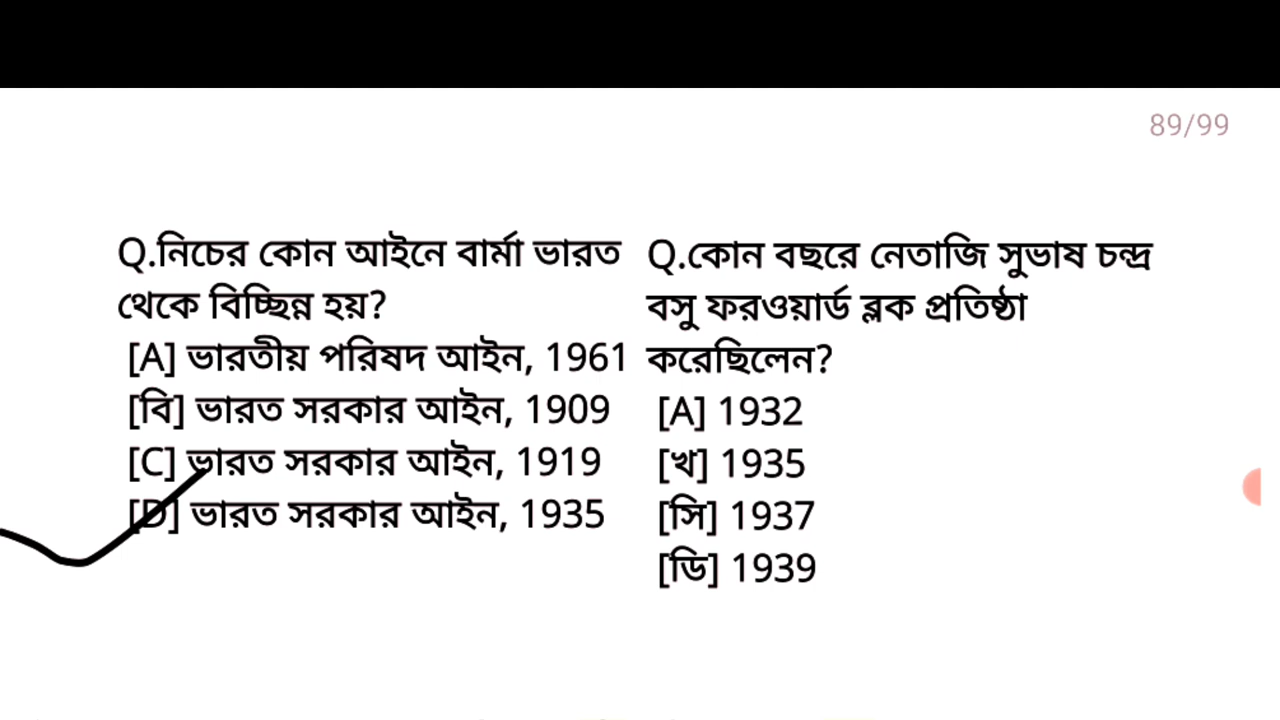 89/99
Q.নিচের কোন আইনে বার্মা ভারত
থেকে বিচ্ছিন্ন হয়?
[A] ভারতীয় পরিষদ আইন, 1961
[বি] ভারত সরকার আইন, 1909
[C] ভারত সরকার আইন, 1919
[D] ভারত সরকার আইন, 1935
Q.কোন বছরে নেতাজি সুভাষ চন্দ্র
বসু ফরওয়ার্ড ব্লক প্রতিষ্ঠা
করেছিলেন?
[A] 1932
[খ] 1935
[সি] 1937
[ডি] 1939